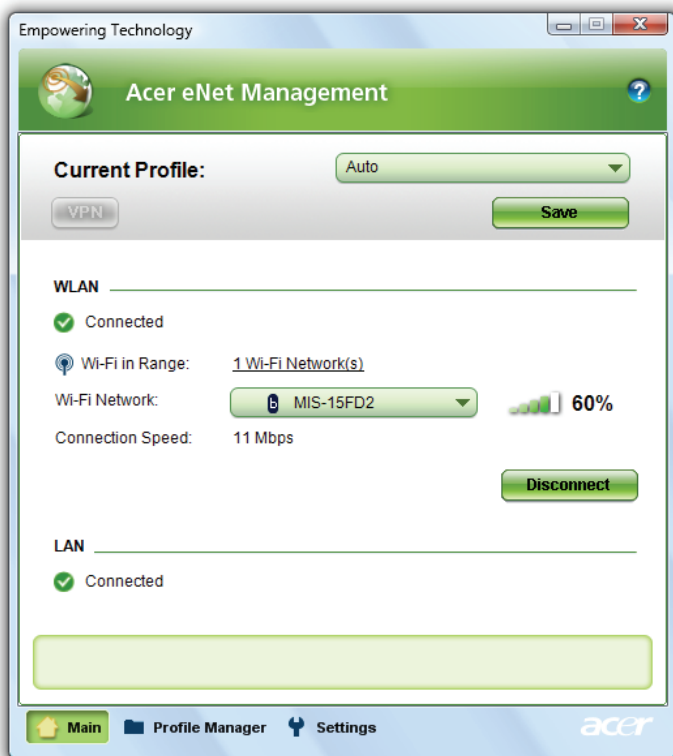 Empowering Technology
Acer eNet Management
?
Current Profile: Auto
VPN Save
WLAN
Connected
Wi-Fi in Range: 1 Wi-Fi Network(s)
Wi-Fi Network: b MIS-15FD2 60%
Connection Speed: 11 Mbps
Disconnect
LAN
Connected
Main Profile Manager Settings acer